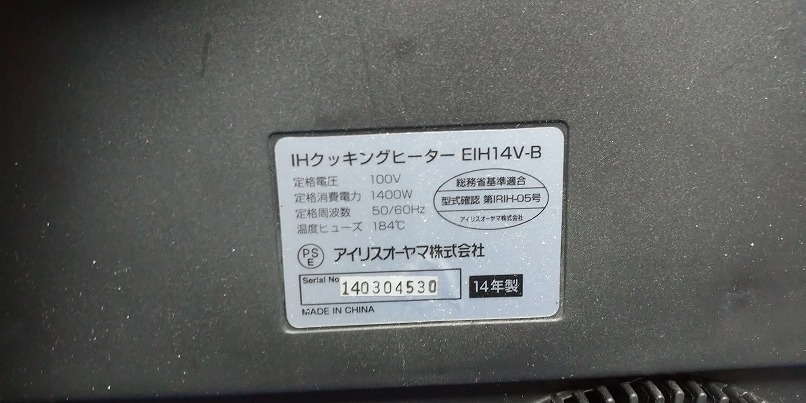 IHクッキングヒーター EIH14V-B
定格電圧 100V
定格消費電力 1400W
定格周波数 50/60Hz
温度ヒューズ 184℃
総務省基準適合
型式確認 第IRIH-05号
アイリスオーヤマ株式会社
PS
E
アイリスオーヤマ株式会社
Serial No
140304530
14年製
MADE IN CHINA